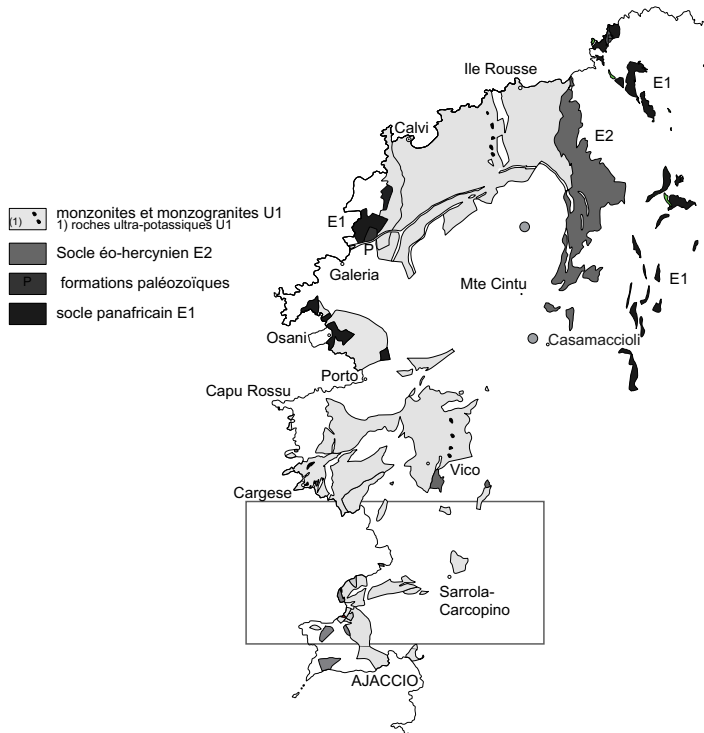 Ile Rousse
E1
Calvi
E2
(1)
monzonites et monzogranites U1
1) roches ultra-potassiques U1
E1
Socle éo-hercynien E2
P
Galeria
P
formations paléozoïques
Mte Cintu
E1
socle panafricain E1
Osani
Casamaccioli
Porto
Capu Rossu
Vico
Cargese
Sarrola-
Carcopino
AJACCIO